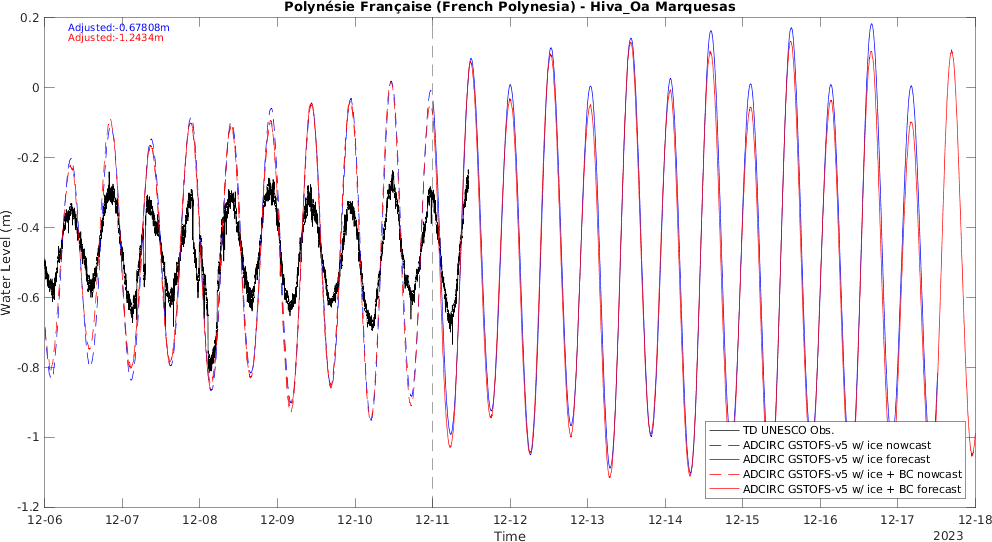 Polynésie Française (French Polynesia) - Hiva_Oa Marquesas
Adjusted:-0.67808m
Adjusted:-1.2434m
0.2
0
-0.2
-0.4
-0.6
-0.8
-1
-1.2
Water Level (m)
TD UNESCO Obs.
ADCIRC GSTOFS-v5 w/ ice nowcast
ADCIRC GSTOFS-v5 w/ ice forecast
ADCIRC GSTOFS-v5 w/ ice + BC nowcast
ADCIRC GSTOFS-v5 w/ ice + BC forecast
12-06 12-07 12-08 12-09 12-10 12-11 12-12 12-13 12-14 12-15 12-16 12-17 12-18
Time
2023